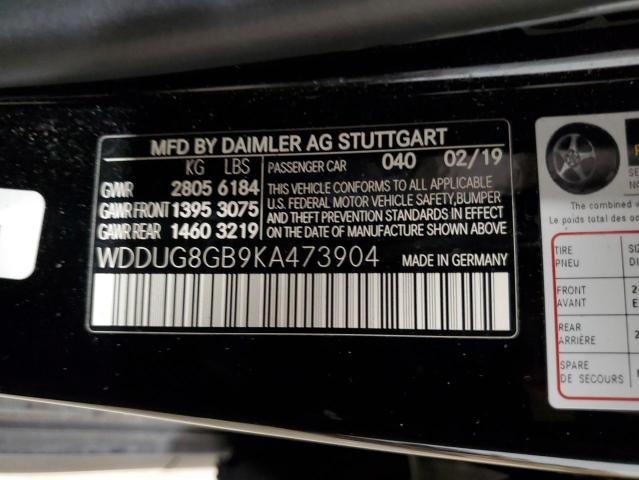 MFD BY DAIMLER AG STUTTGART
KG LBS PASSENGER CAR 040 02/19
GVWR 2805 6184
GAWR FRONT 1395 3075
GAWR REAR 1460 3219
THIS VEHICLE CONFORMS TO ALL APPLICABLE
U.S. FEDERAL MOTOR VEHICLE SAFETY,BUMPER
AND THEFT PREVENTION STANDARDS IN EFFECT
ON THE DATE OF MANUFACTURE SHOWN ABOVE
WDDUG8GB9KA473904 MADE IN GERMANY
The combined
Le poids total des
TIRE
PNEU
FRONT
AVANT
REAR
ARRIÈRE
SPARE
DE SECOURS